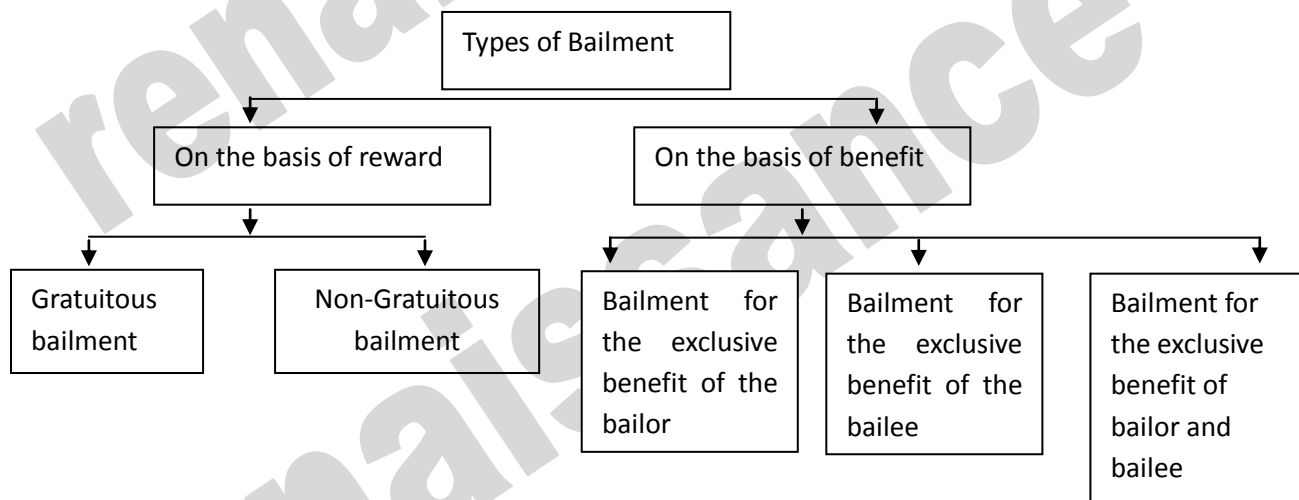 renaissance
Types of Bailment
On the basis of reward
On the basis of benefit
Gratuitous
bailment
Non-Gratuitous
bailment
Bailment for
the exclusive
benefit of the
bailor
Bailment for
the exclusive
benefit of the
bailee
Bailment for
the exclusive
benefit of
bailor and
bailee